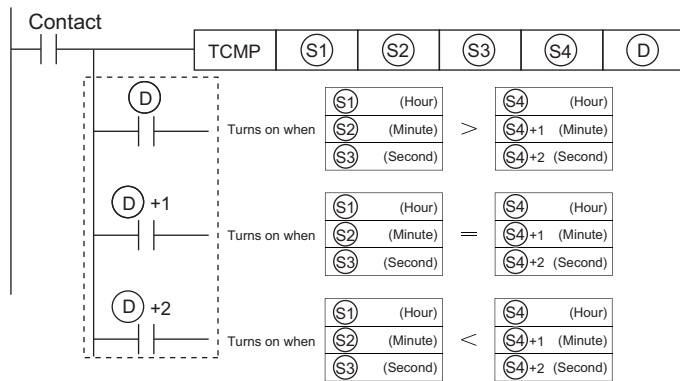 Contact
TCMP S1 S2 S3 S4 D
D
Turns on when
S1 (Hour)
S2 (Minute)
S3 (Second)
>
S4 (Hour)
S4+1 (Minute)
S4+2 (Second)
D +1
Turns on when
S1 (Hour)
S2 (Minute)
S3 (Second)
=
S4 (Hour)
S4+1 (Minute)
S4+2 (Second)
D +2
Turns on when
S1 (Hour)
S2 (Minute)
S3 (Second)
<
S4 (Hour)
S4+1 (Minute)
S4+2 (Second)